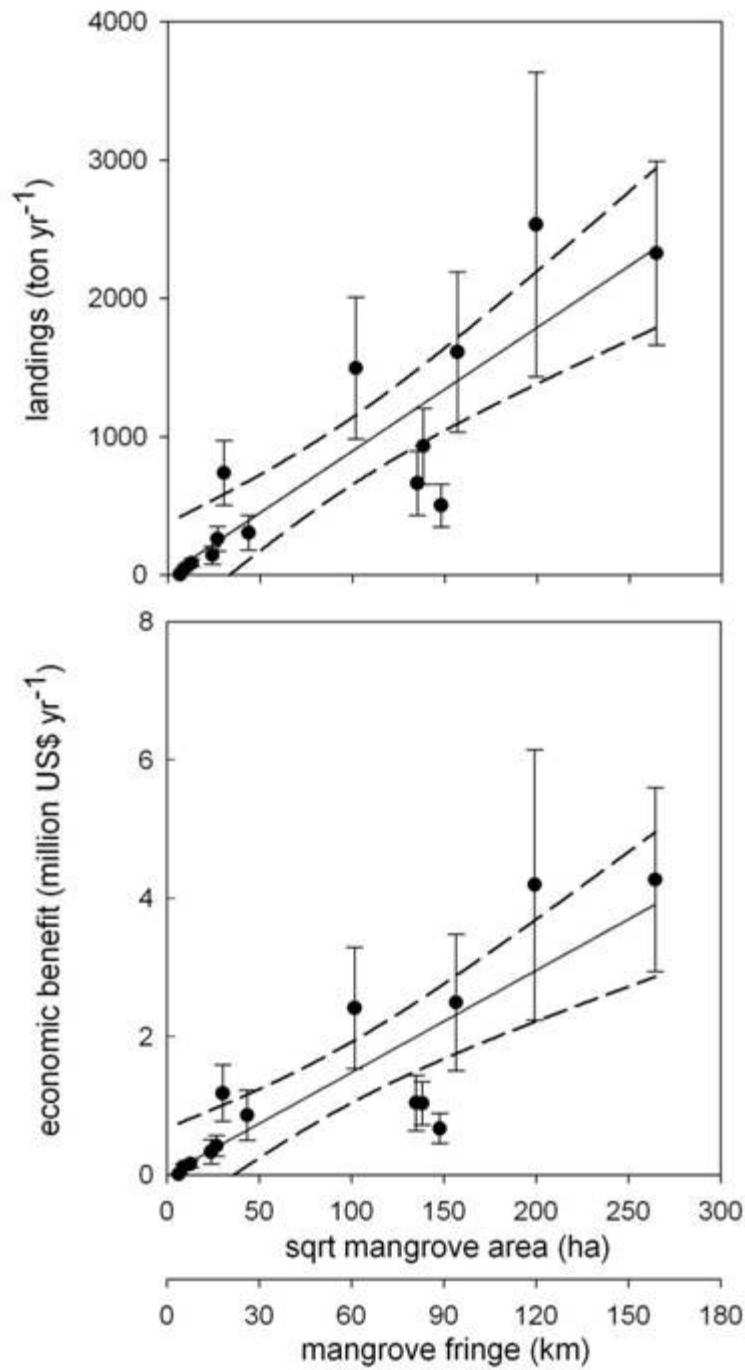 4000
3000
2000
1000
0
landings (ton yr-1)
8
6
4
2
0
economic benefit (million US$ yr-1)
0 50 100 150 200 250 300
sqrt mangrove area (ha)
0 30 60 90 120 150 180
mangrove fringe (km)